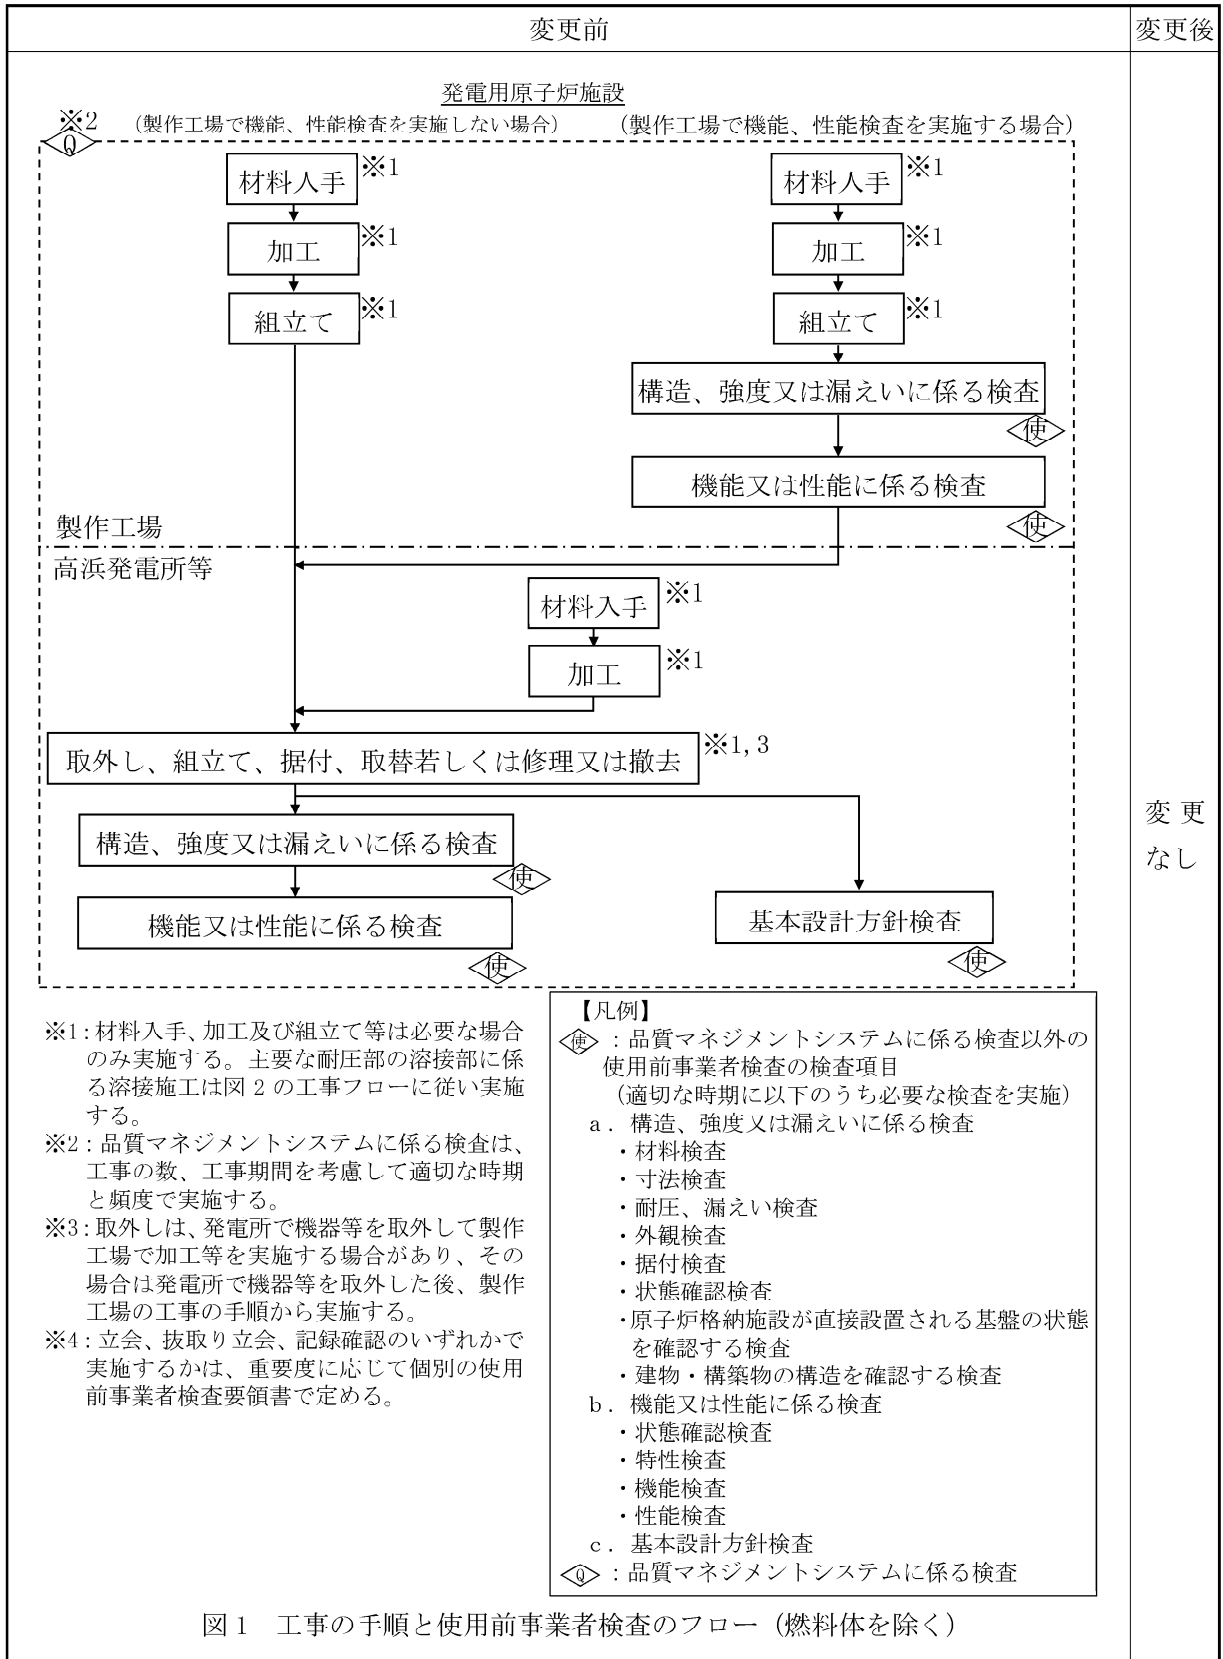 変更前
変更後
発電用原子炉施設
※2
（製作工場で機能、性能検査を実施しない場合）
（製作工場で機能、性能検査を実施する場合）
Q
材料入手
※1
材料入手
※1
加工
※1
加工
※1
組立て
※1
組立て
※1
構造、強度又は漏えいに係る検査
使
機能又は性能に係る検査
使
製作工場
高浜発電所等
材料入手
※1
加工
※1
取外し、組立て、据付、取替若しくは修理又は撤去
※1, 3
構造、強度又は漏えいに係る検査
使
機能又は性能に係る検査
使
基本設計方針検査
使
変更
なし
※1：材料入手、加工及び組立て等は必要な場合
のみ実施する。主要な耐圧部の溶接部に係
る溶接施工は図2の工事フローに従い実施
する。
※2：品質マネジメントシステムに係る検査は、
工事の数、工事期間を考慮して適切な時期
と頻度で実施する。
※3：取外しは、発電所で機器等を取外して製作
工場で加工等を実施する場合があり、その
場合は発電所で機器等を取外した後、製作
工場の工事の手順から実施する。
※4：立会、抜取り立会、記録確認のいずれかで
実施するかは、重要度に応じて個別の使用
前事業者検査要領書で定める。
【凡例】
使：品質マネジメントシステムに係る検査以外の
使用前事業者検査の検査項目
（適切な時期に以下のうち必要な検査を実施）
a．構造、強度又は漏えいに係る検査
・材料検査
・寸法検査
・耐圧、漏えい検査
・外観検査
・据付検査
・状態確認検査
・原子炉格納施設が直接設置される基盤の状態
を確認する検査
・建物・構築物の構造を確認する検査
b．機能又は性能に係る検査
・状態確認検査
・特性検査
・機能検査
・性能検査
c．基本設計方針検査
Q：品質マネジメントシステムに係る検査
図1　工事の手順と使用前事業者検査のフロー（燃料体を除く）